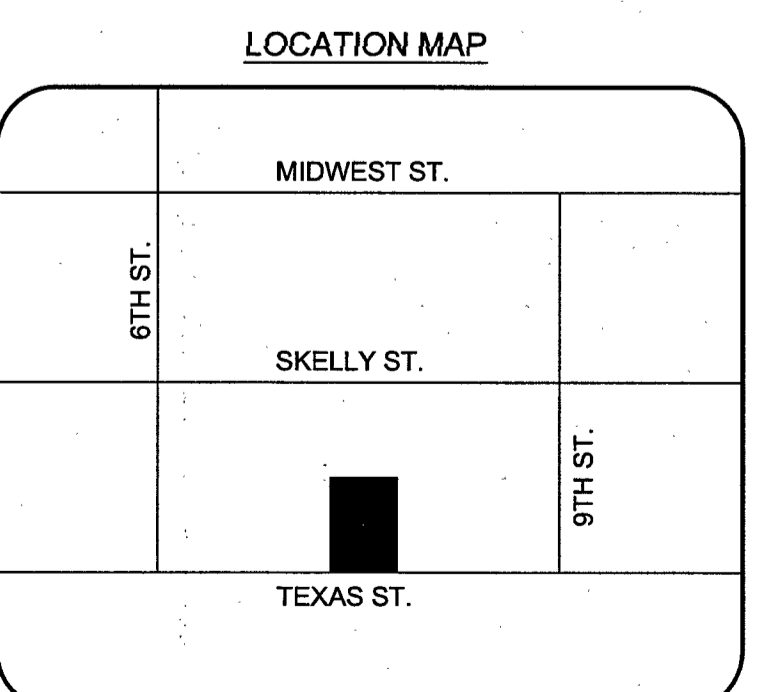 LOCATION MAP
MIDWEST ST.
6TH ST.
SKELLY ST.
9TH ST.
TEXAS ST.